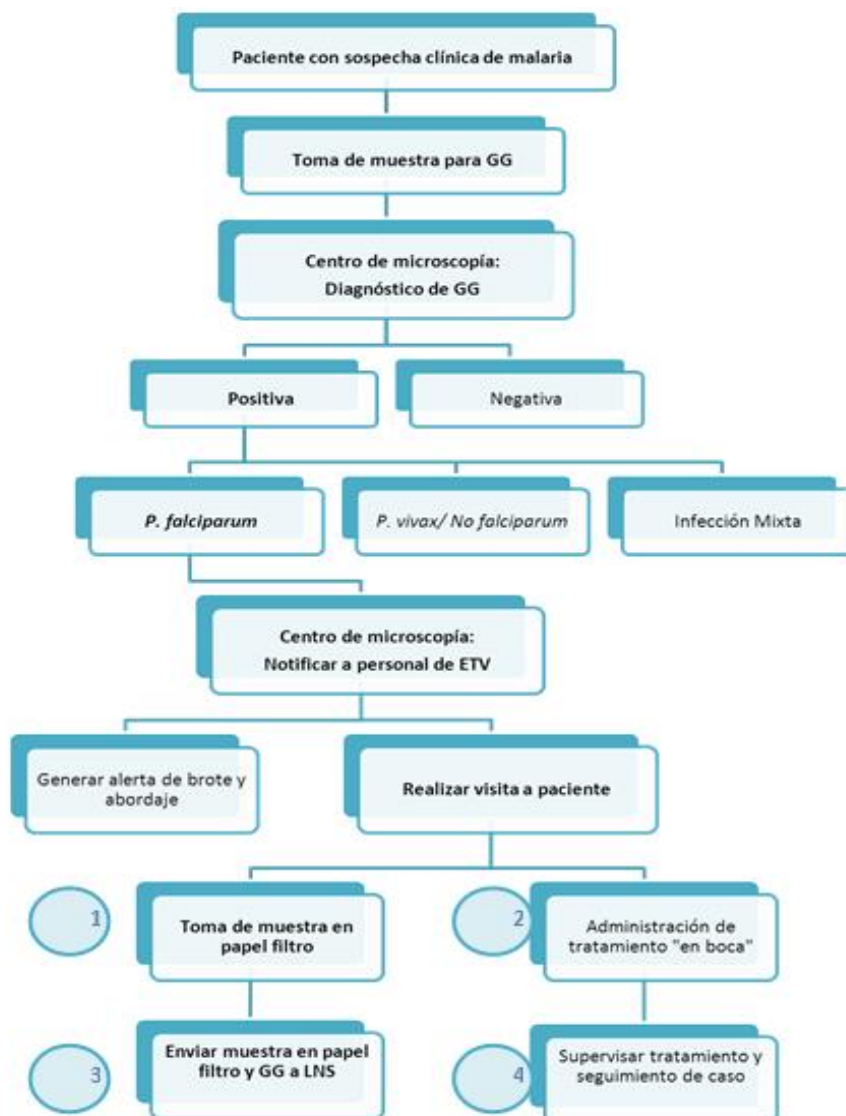 Paciente con sospecha clínica de malaria
Toma de muestra para GG
Centro de microscopía:
Diagnóstico de GG
Positiva
Negativa
P. falciparum
P. vivax/ No falciparum
Infección Mixta
Centro de microscopía:
Notificar a personal de ETV
Generar alerta de brote y
abordaje
Realizar visita a paciente
1
Toma de muestra en
papel filtro
2
Administración de
tratamiento "en boca"
3
Enviar muestra en papel
filtro y GG a LNS
4
Supervisar tratamiento y
seguimiento de caso